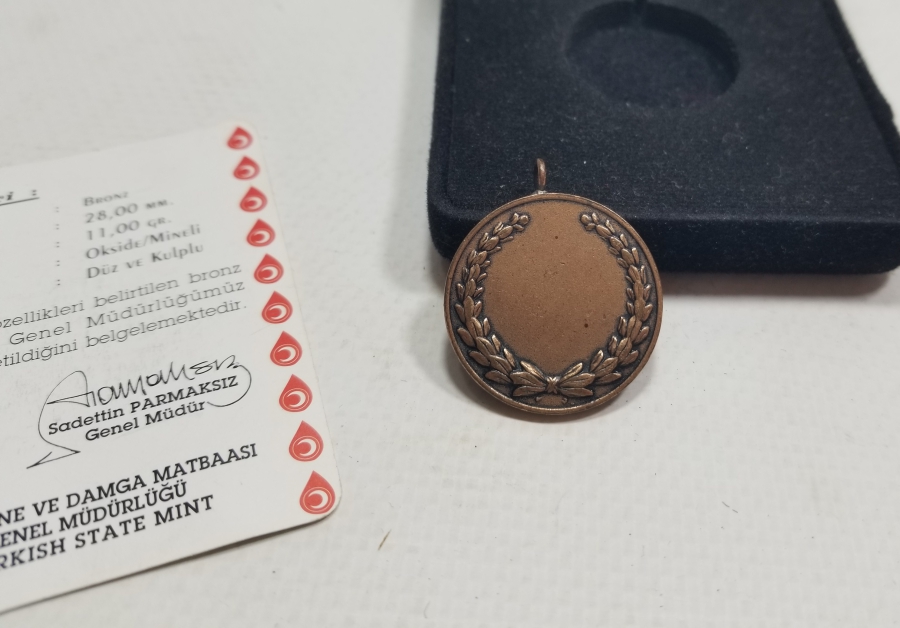 :
: BRONZ
: 28,00 MM.
: 11,00 GR.
: Okside/Mineli
: Düz VE Kulplu
özellikleri belirtilen bronz
Genel Müdürlüğümüz
etildiğini belgelemektedir.
Sadettin PARMAKSIZ
Genel Müdür
NE VE DAMGA MATBAASI
GENEL MÜDÜRLÜĞÜ
RKISH STATE MINT